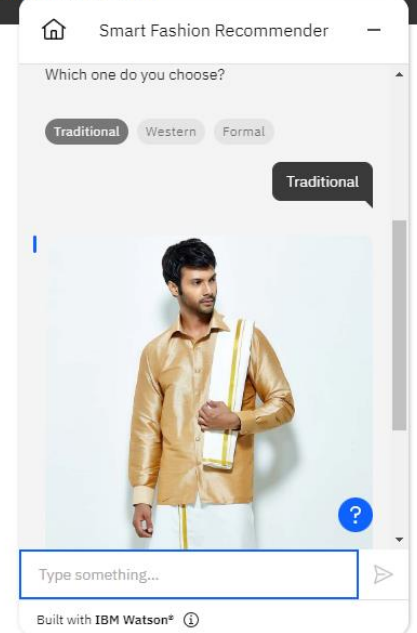 Smart Fashion Recommender
Which one do you choose?
Traditional Western Formal
Traditional
?
Type something...
Built with IBM Watson®